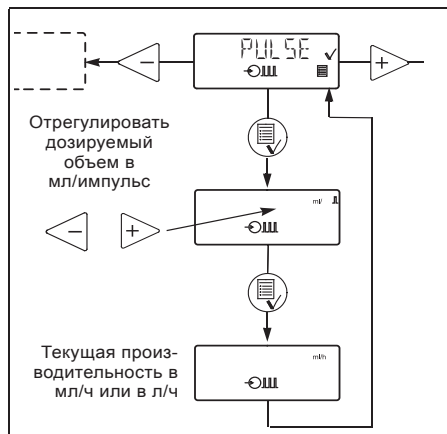 PULSE
Отрегулировать
дозируемый
объем в
мл/импульс
ml/
Текущая произ-
водительность в
мл/ч или в л/ч
ml/h